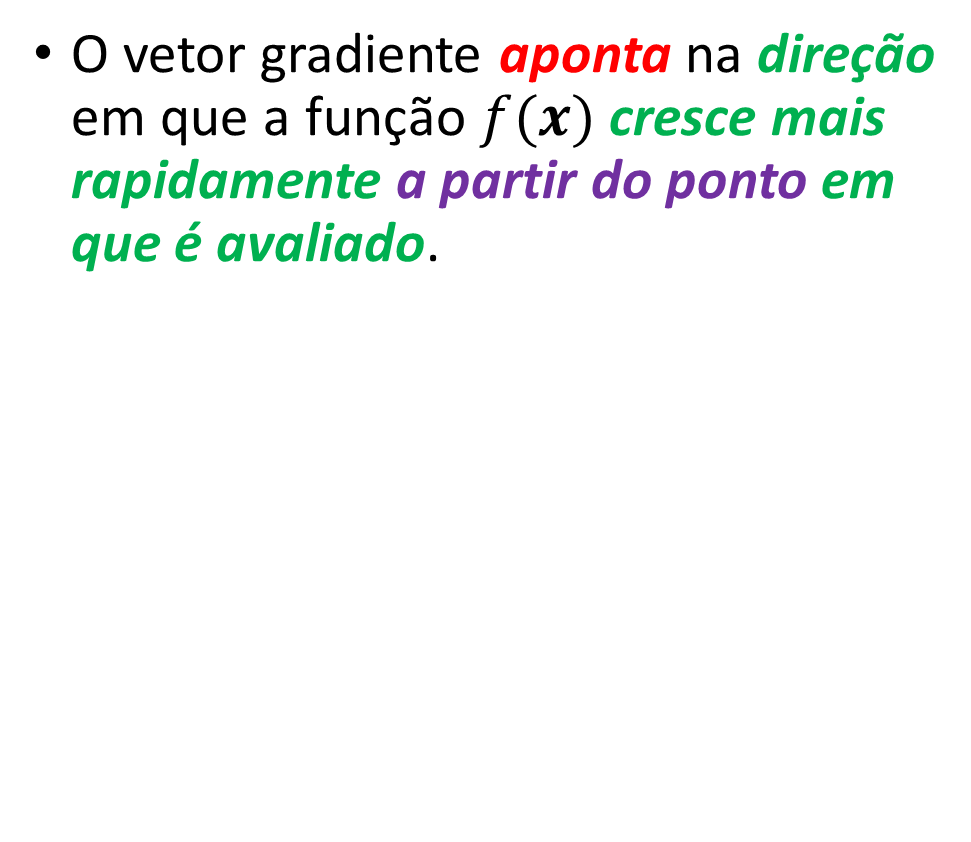 • O vetor gradiente aponta na direção
em que a função f(x) cresce mais
rapidamente a partir do ponto em
que é avaliado.